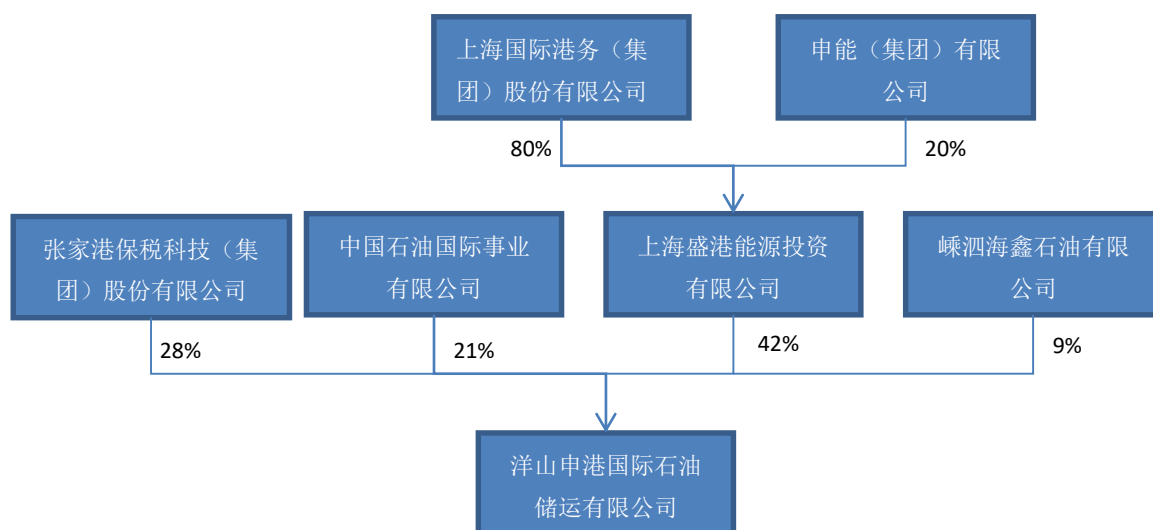 上海国际港务（集
团）股份有限公司
申能（集团）有限
公司
80%
20%
张家港保税科技（集
团）股份有限公司
中国石油国际事业
有限公司
上海盛港能源投资
有限公司
嵊泗海鑫石油有限
公司
28%
21%
42%
9%
洋山申港国际石油
储运有限公司